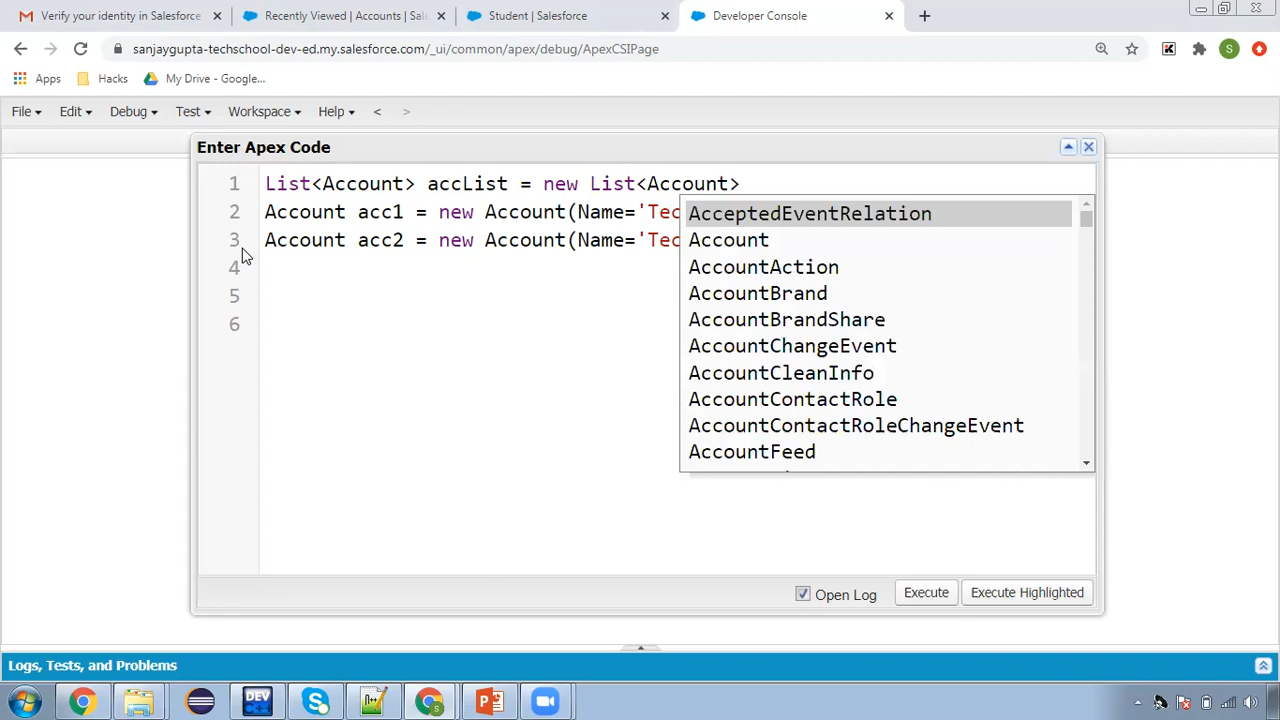 Verify your identity in Salesforce
Recently Viewed | Accounts | Sal
Student | Salesforce
Developer Console
sanjaygupta-techschool-dev-ed.my.salesforce.com/_ui/common/apex/debug/ApexCSIPage
S
Apps
Hacks
My Drive - Google...
File
Edit
Debug
Test
Workspace
Help
<
>
Enter Apex Code
1 List<Account> accList = new List<Account>
2 Account acc1 = new Account(Name='Tec
3 Account acc2 = new Account(Name='Tec
4
5
6
AcceptedEventRelation
Account
AccountAction
AccountBrand
AccountBrandShare
AccountChangeEvent
AccountCleanInfo
AccountContactRole
AccountContactRoleChangeEvent
AccountFeed
Open Log
Execute
Execute Highlighted
Logs, Tests, and Problems
DEV